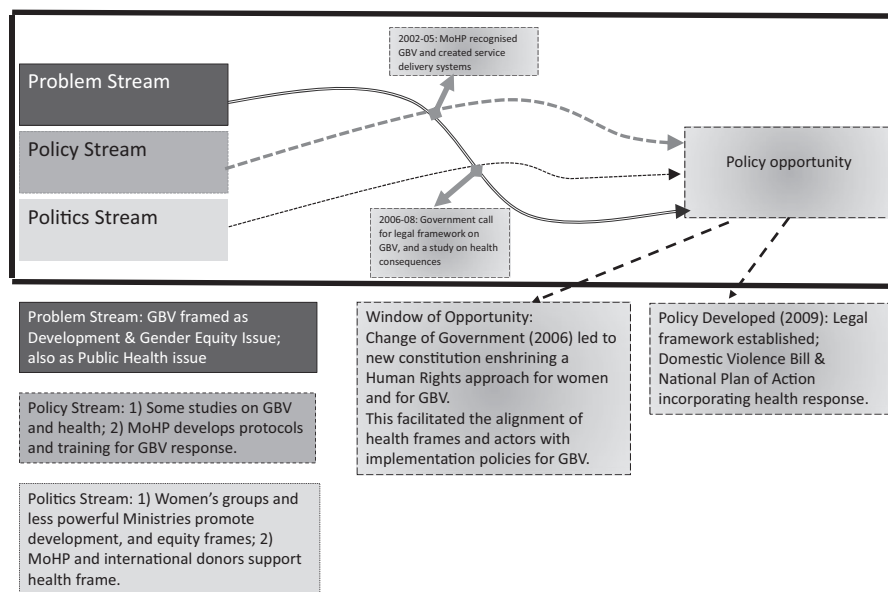 2002-05: MoHP recognised
GBV and created service
delivery systems
Problem Stream
Policy Stream
Politics Stream
Policy opportunity
2006-08: Government call
for legal framework on
GBV, and a study on health
consequences
Problem Stream: GBV framed as
Development & Gender Equity Issue;
also as Public Health issue
Policy Stream: 1) Some studies on GBV
and health; 2) MoHP develops protocols
and training for GBV response.
Politics Stream: 1) Women’s groups and
less powerful Ministries promote
development, and equity frames; 2)
MoHP and international donors support
health frame.
Window of Opportunity:
Change of Government (2006) led to
new constitution enshrining a
Human Rights approach for women
and for GBV.
This facilitated the alignment of
health frames and actors with
implementation policies for GBV.
Policy Developed (2009): Legal
framework established;
Domestic Violence Bill &
National Plan of Action
incorporating health response.